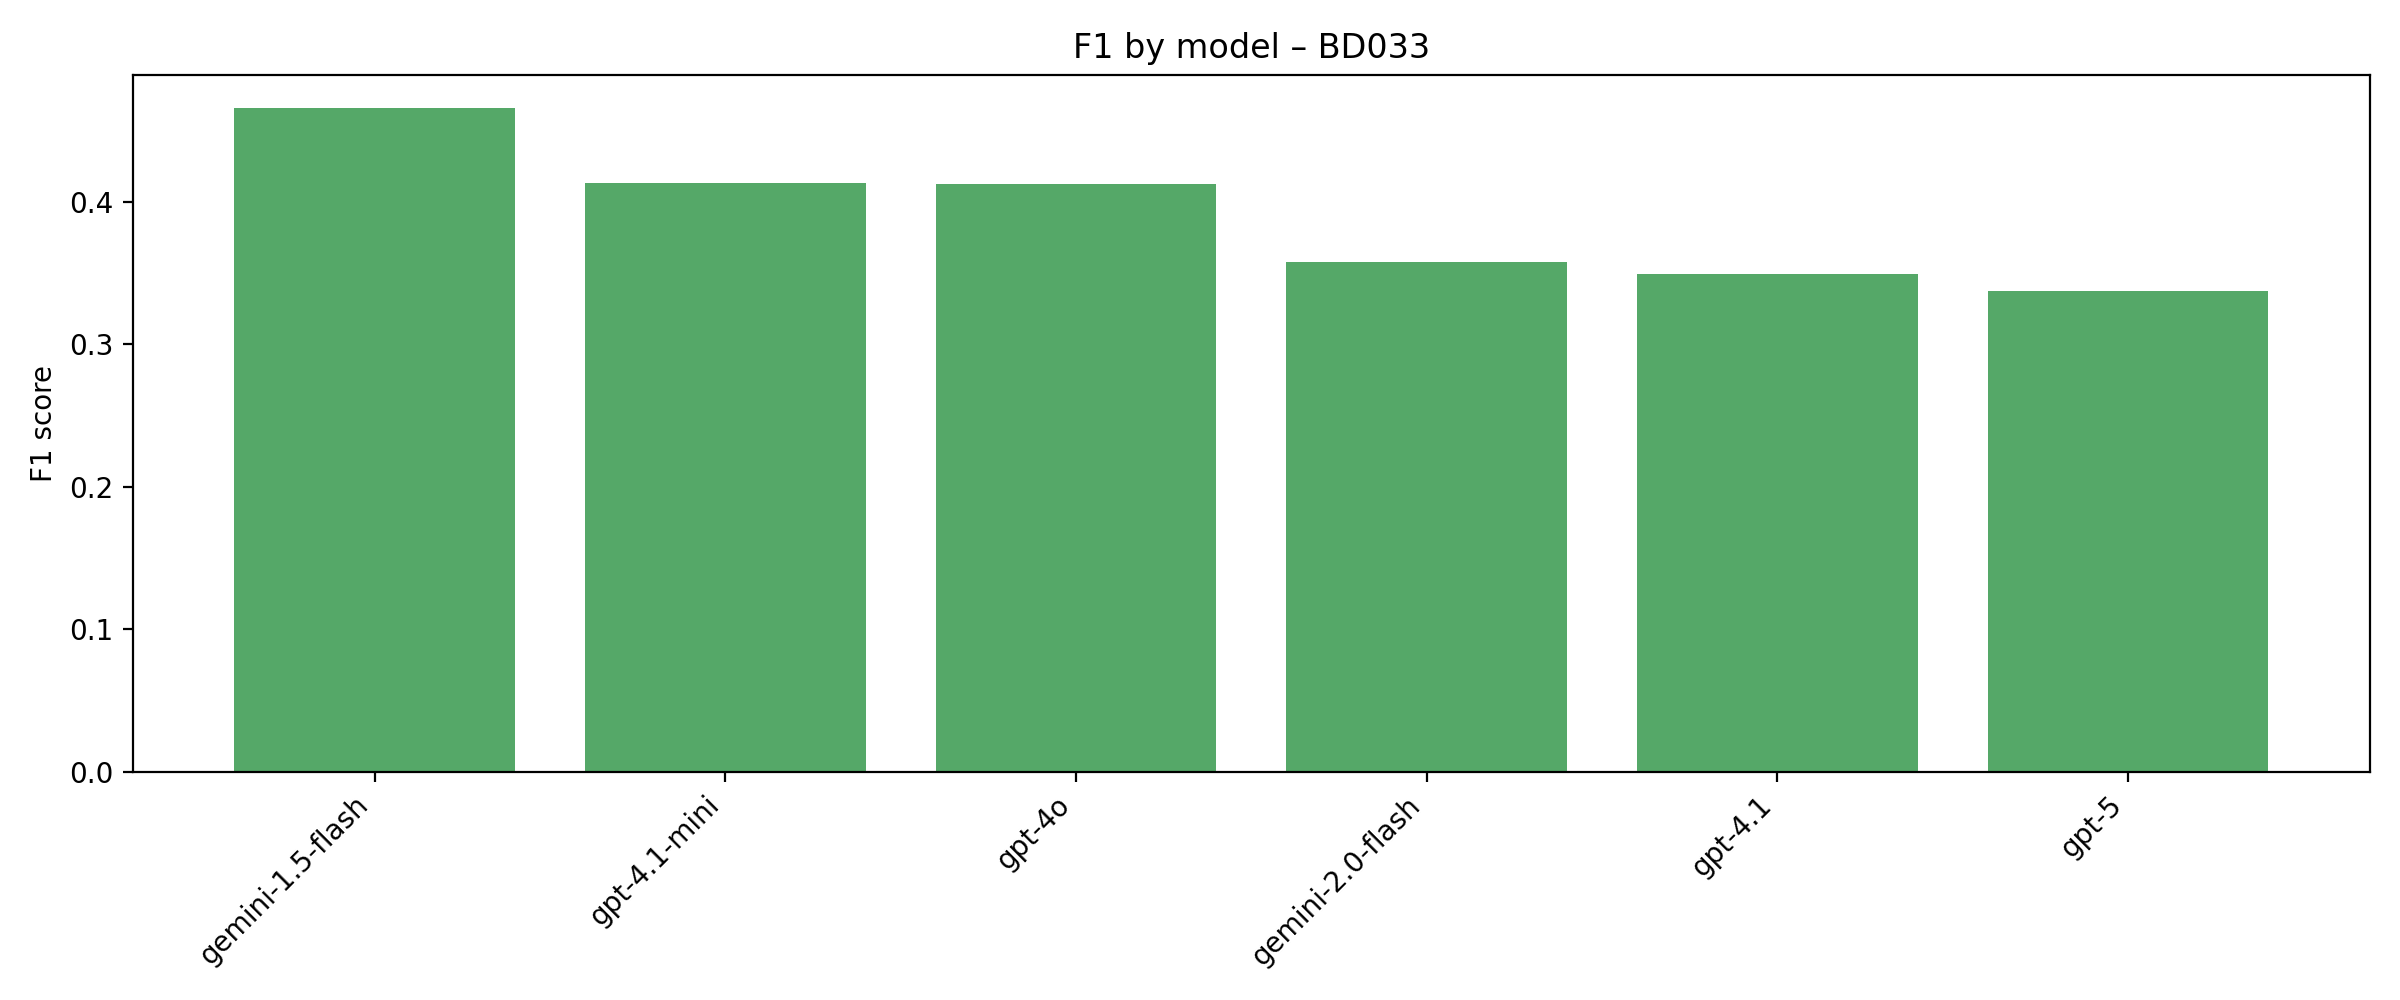 F1 by model – BD033
F1 score
0.4
0.3
0.2
0.1
0.0
gemini-1.5-flash
gpt-4.1-mini
gpt-4o
gemini-2.0-flash
gpt-4.1
gpt-5